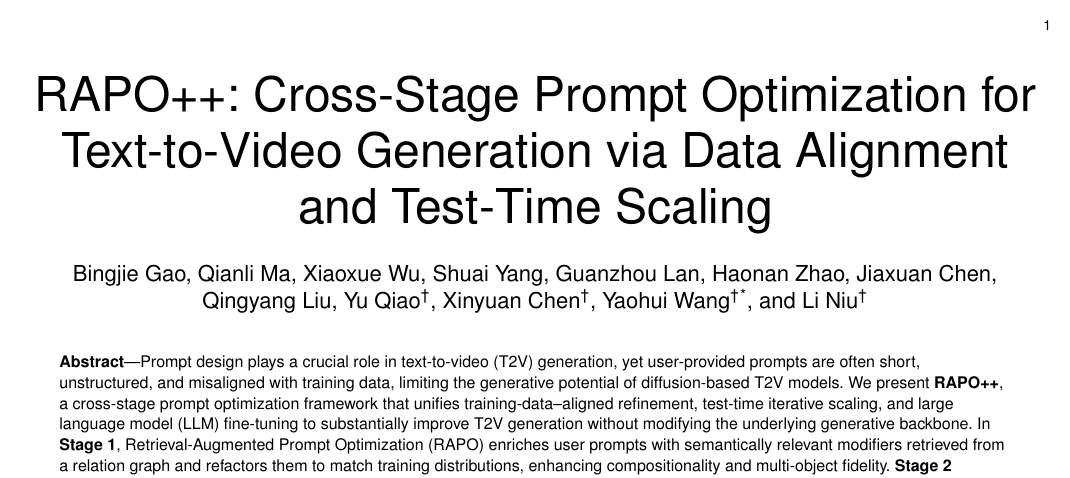 1
RAPO++: Cross-Stage Prompt Optimization for
Text-to-Video Generation via Data Alignment
and Test-Time Scaling
Bingjie Gao, Qianli Ma, Xiaoxue Wu, Shuai Yang, Guanzhou Lan, Haonan Zhao, Jiaxuan Chen,
Qingyang Liu, Yu Qiao†, Xinyuan Chen†, Yaohui Wang†*, and Li Niu†
Abstract—Prompt design plays a crucial role in text-to-video (T2V) generation, yet user-provided prompts are often short,
unstructured, and misaligned with training data, limiting the generative potential of diffusion-based T2V models. We present RAPO++,
a cross-stage prompt optimization framework that unifies training-data–aligned refinement, test-time iterative scaling, and large
language model (LLM) fine-tuning to substantially improve T2V generation without modifying the underlying generative backbone. In
Stage 1, Retrieval-Augmented Prompt Optimization (RAPO) enriches user prompts with semantically relevant modifiers retrieved from
a relation graph and refactors them to match training distributions, enhancing compositionality and multi-object fidelity. Stage 2